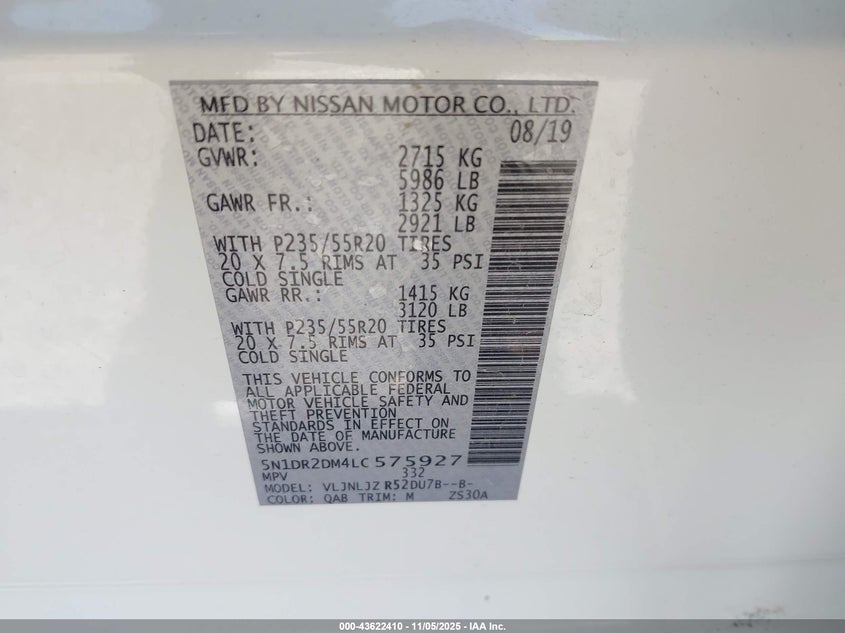 MFD BY NISSAN MOTOR CO., LTD.
DATE: 08/19
GVWR: 2715 KG
5986 LB
GAWR FR.: 1325 KG
2921 LB
WITH P235/55R20 TIRES
20 X 7.5 RIMS AT 35 PSI
COLD SINGLE
GAWR RR.: 1415 KG
3120 LB
WITH P235/55R20 TIRES
20 X 7.5 RIMS AT 35 PSI
COLD SINGLE
THIS VEHICLE CONFORMS TO
ALL APPLICABLE FEDERAL
MOTOR VEHICLE SAFETY AND
THEFT PREVENTION
STANDARDS IN EFFECT ON
THE DATE OF MANUFACTURE
SHOWN ABOVE.
5N1DR2DM4LC575927
MPV 332
MODEL: VLJNLJZ R52DU7B--B-
COLOR: QAB TRIM: M ZS30A
000-43622410 - 11/05/2025 - IAA Inc.